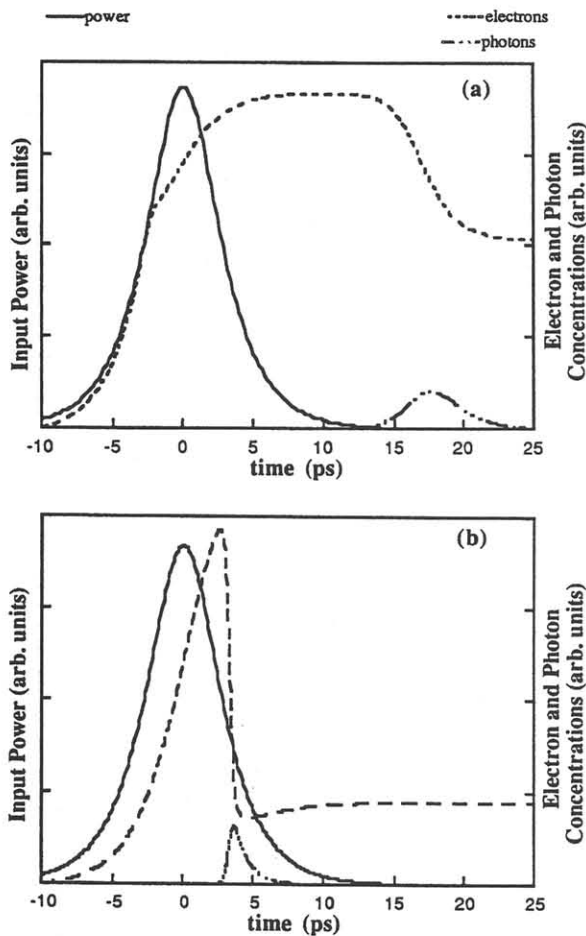 power
electrons
photons
(a)
Input Power (arb. units)
Electron and Photon
Concentrations (arb. units)
-10 -5 0 5 10 15 20 25
time (ps)
(b)
Input Power (arb. units)
Electron and Photon
Concentrations (arb. units)
-10 -5 0 5 10 15 20 25
time (ps)